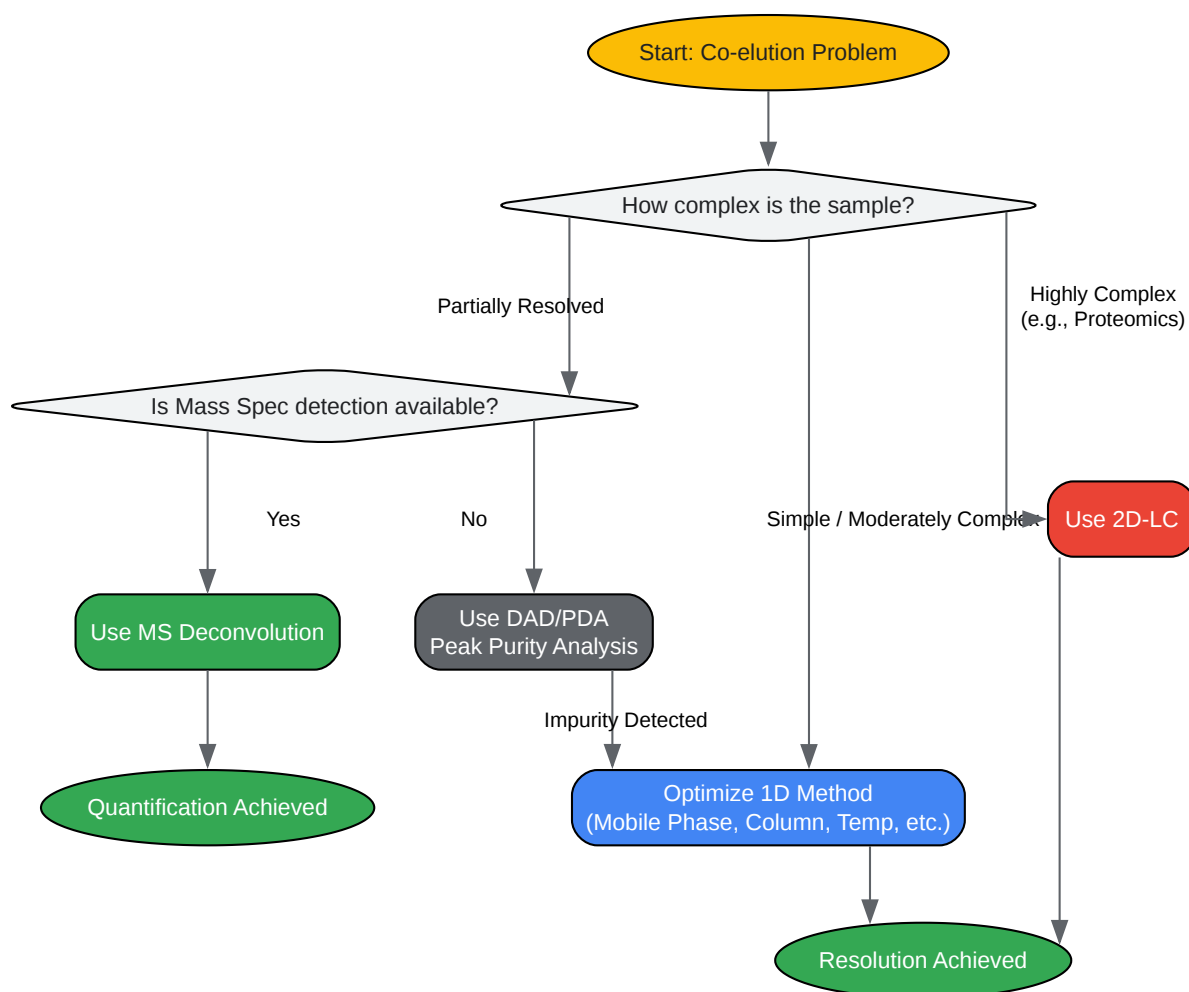 Start: Co-elution Problem
How complex is the sample?
Partially Resolved
Highly Complex
(e.g., Proteomics)
Is Mass Spec detection available?
Yes
No
Simple / Moderately Complex
Use 2D-LC
Use MS Deconvolution
Use DAD/PDA
Peak Purity Analysis
Impurity Detected
Quantification Achieved
Optimize 1D Method
(Mobile Phase, Column, Temp, etc.)
Resolution Achieved